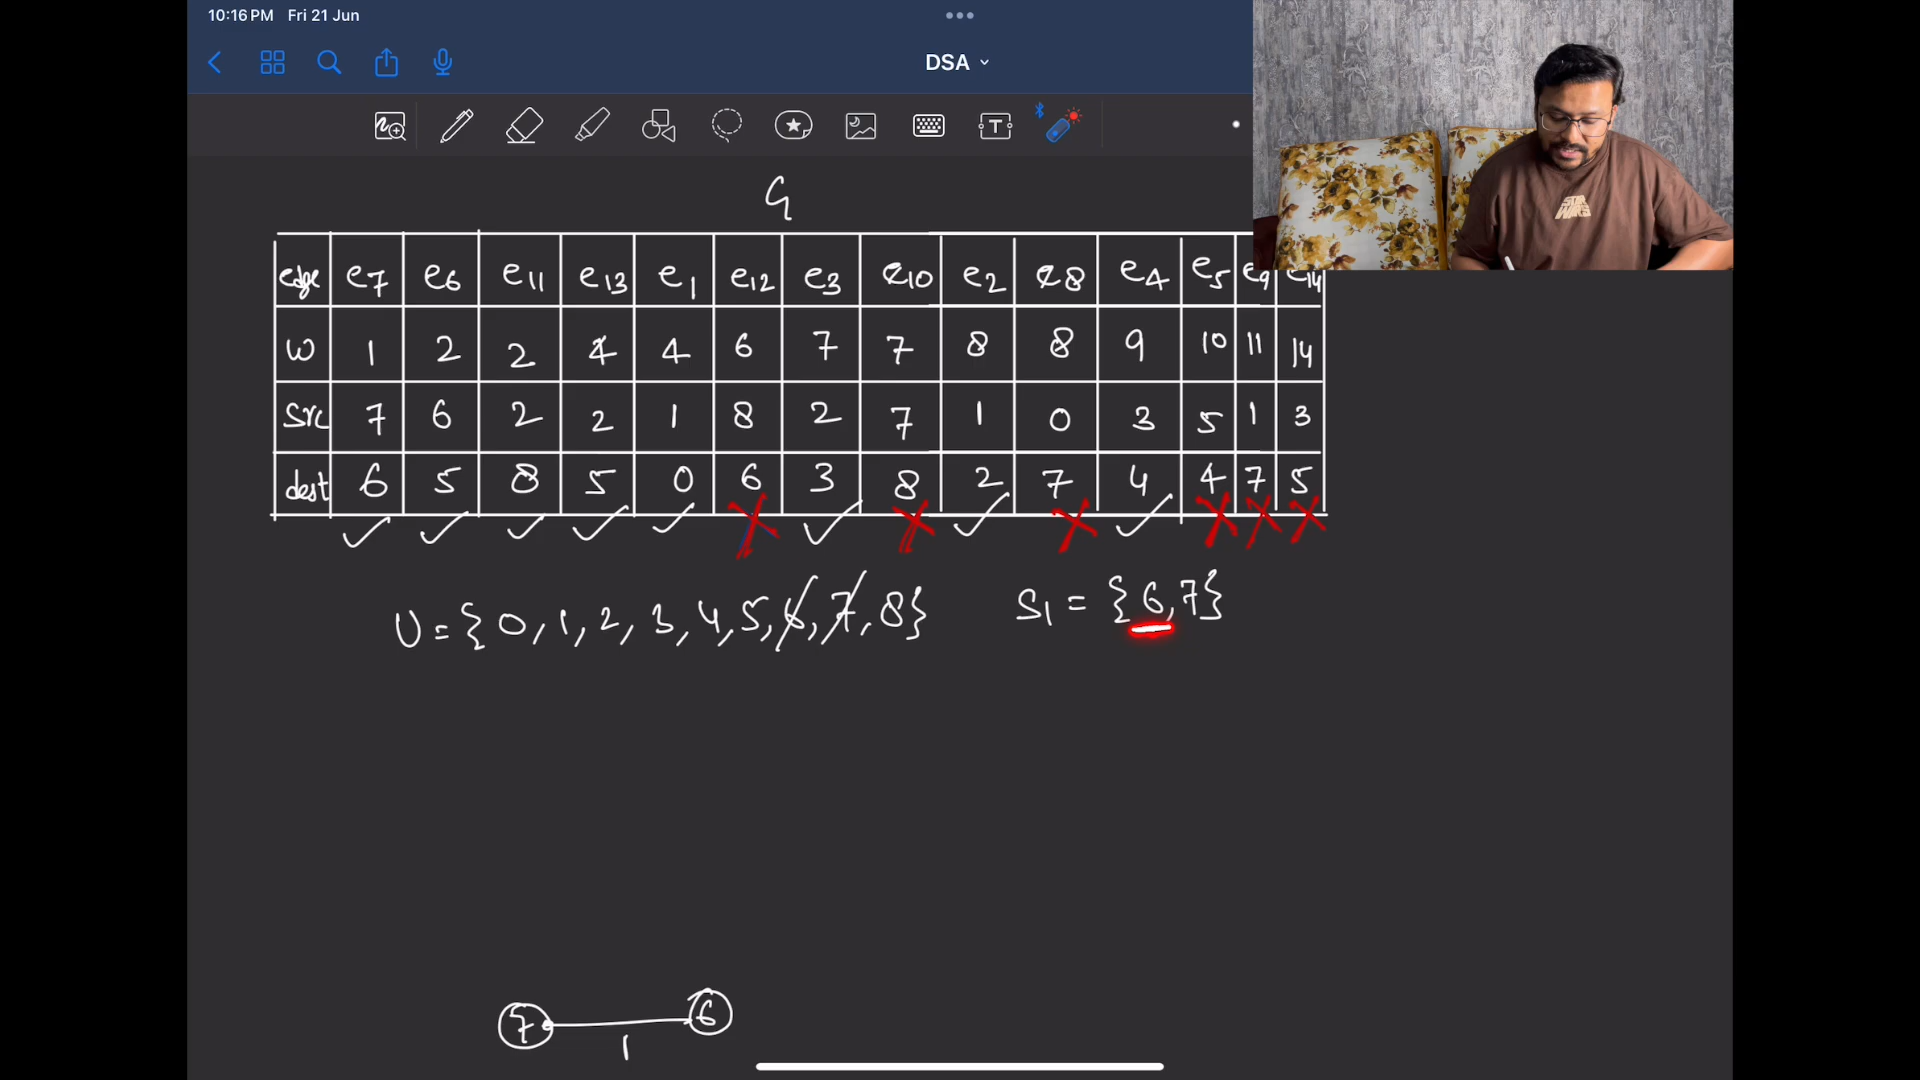 10:16 PM Fri 21 Jun
DSA
T
STAR WARS
G
edge e7 e6 e11 e13 e1 e12 e3 e10 e2 e8 e4 e5 e9 e14
w 1 2 2 4 4 6 7 7 8 8 9 10 11 14
Src 7 6 2 2 1 8 2 7 1 0 3 5 1 3
dest 6 5 8 5 0 6 3 8 2 7 4 4 7 5
U = {0, 1, 2, 3, 4, 5, 6, 7, 8} S1 = {6, 7}
7 6
1